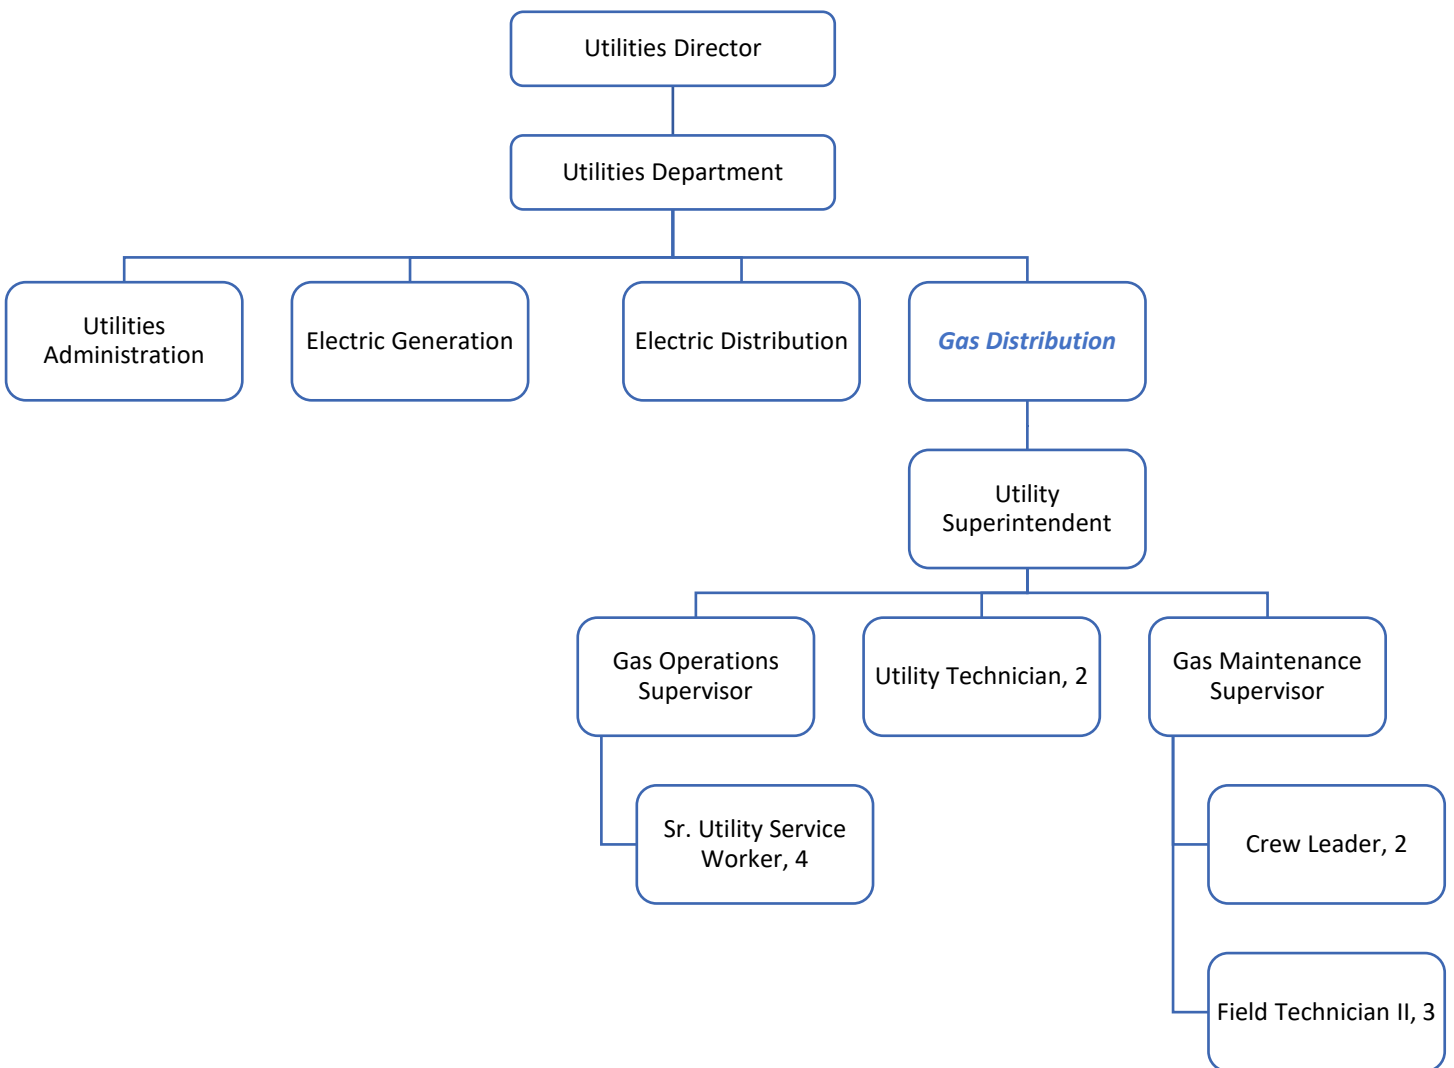 Utilities Director
Utilities Department
Utilities
Administration
Electric Generation
Electric Distribution
Gas Distribution
Utility
Superintendent
Gas Operations
Supervisor
Utility Technician, 2
Gas Maintenance
Supervisor
Sr. Utility Service
Worker, 4
Crew Leader, 2
Field Technician II, 3